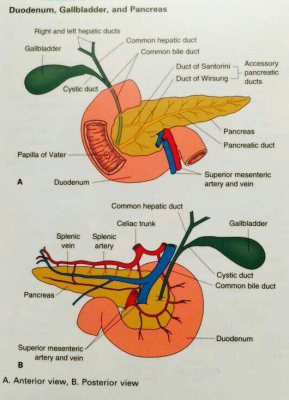 Duodenum, Gallbladder, and Pancreas
Right and left hepatic ducts
Common hepatic duct
Gallbladder
Common bile duct
Duct of Santorini
Accessory
pancreatic
ducts
Duct of Wirsung
Cystic duct
Pancreas
Pancreatic duct
Papilla of Vater
Superior mesenteric
artery and vein
A
Duodenum
Common hepatic duct
Celiac trunk
Gallbladder
Splenic
vein
Splenic
artery
Cystic duct
Common bile duct
Pancreas
Duodenum
Superior mesenteric
artery and vein
B
A. Anterior view, B. Posterior view